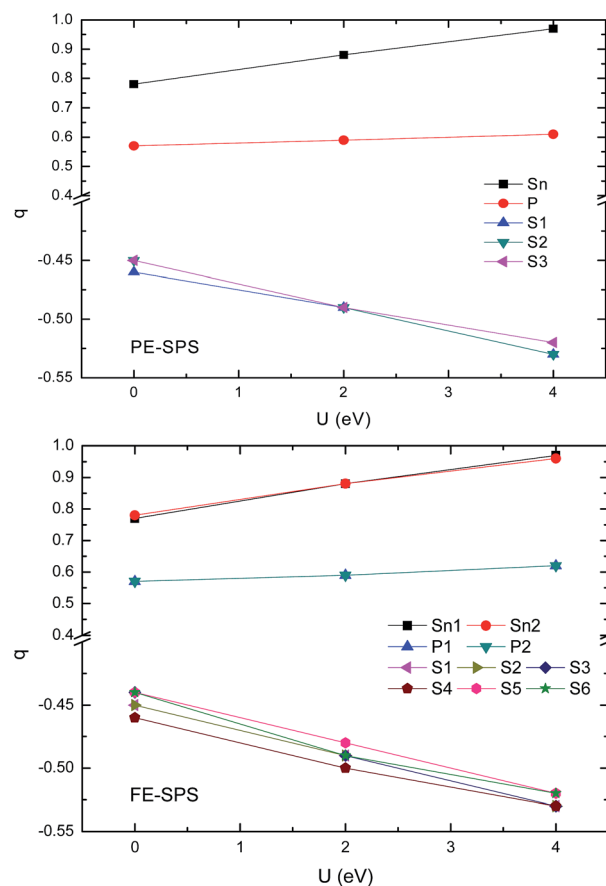 1.0
0.9
0.8
0.7
0.6
0.5
0.4
q
Sn
P
S1
S2
S3
-0.45
-0.50
-0.55
PE-SPS
0 1 2 3 4
U (eV)
1.0
0.9
0.8
0.7
0.6
0.5
0.4
q
Sn1 Sn2
P1 P2
S1 S2 S3
S4 S5 S6
-0.45
-0.50
-0.55
FE-SPS
0 1 2 3 4
U (eV)